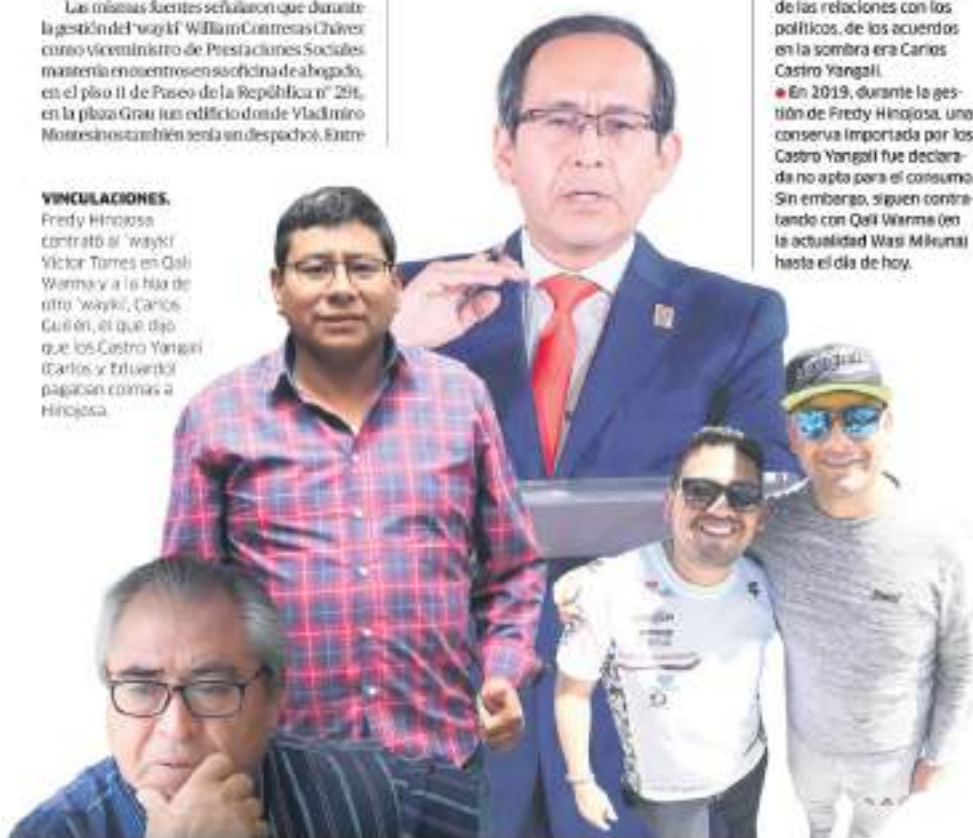 Las mismas fuentes señalaron que durante
la gestión del ‘wayki’ William Contreras Chávez
como viceministro de Prestaciones Sociales
mantenía encuentros en su oficina de abogado,
en el piso 11 de Paseo de la República n° 291,
en la plaza Grau (un edificio donde Vladimiro
Montesinos también tenía un despacho). Entre
VINCULACIONES.
Fredy Hinojosa
contrató al ‘wayki’
Víctor Torres en Qali
Warma y a la hija de
otro ‘wayki’, Carlos
Guillén, el que dijo
que los Castro Yangali
(Carlos y Eduardo)
pagaban coimas a
Hinojosa.
de las relaciones con los
políticos, de los acuerdos
en la sombra era Carlos
Castro Yangali.
● En 2019, durante la ges-
tión de Fredy Hinojosa, una
conserva importada por los
Castro Yangali fue declara-
da no apta para el consumo.
Sin embargo, siguen contra-
tando con Qali Warma (en
la actualidad Wasi Mikuna)
hasta el día de hoy.